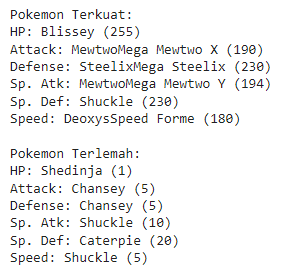 Pokemon Terkuat:
HP: Blissey (255)
Attack: MewtwoMega Mewtwo X (190)
Defense: SteelixMega Steelix (230)
Sp. Atk: MewtwoMega Mewtwo Y (194)
Sp. Def: Shuckle (230)
Speed: DeoxysSpeed Forme (180)

Pokemon Terlemah:
HP: Shedinja (1)
Attack: Chansey (5)
Defense: Chansey (5)
Sp. Atk: Shuckle (10)
Sp. Def: Caterpie (20)
Speed: Shuckle (5)